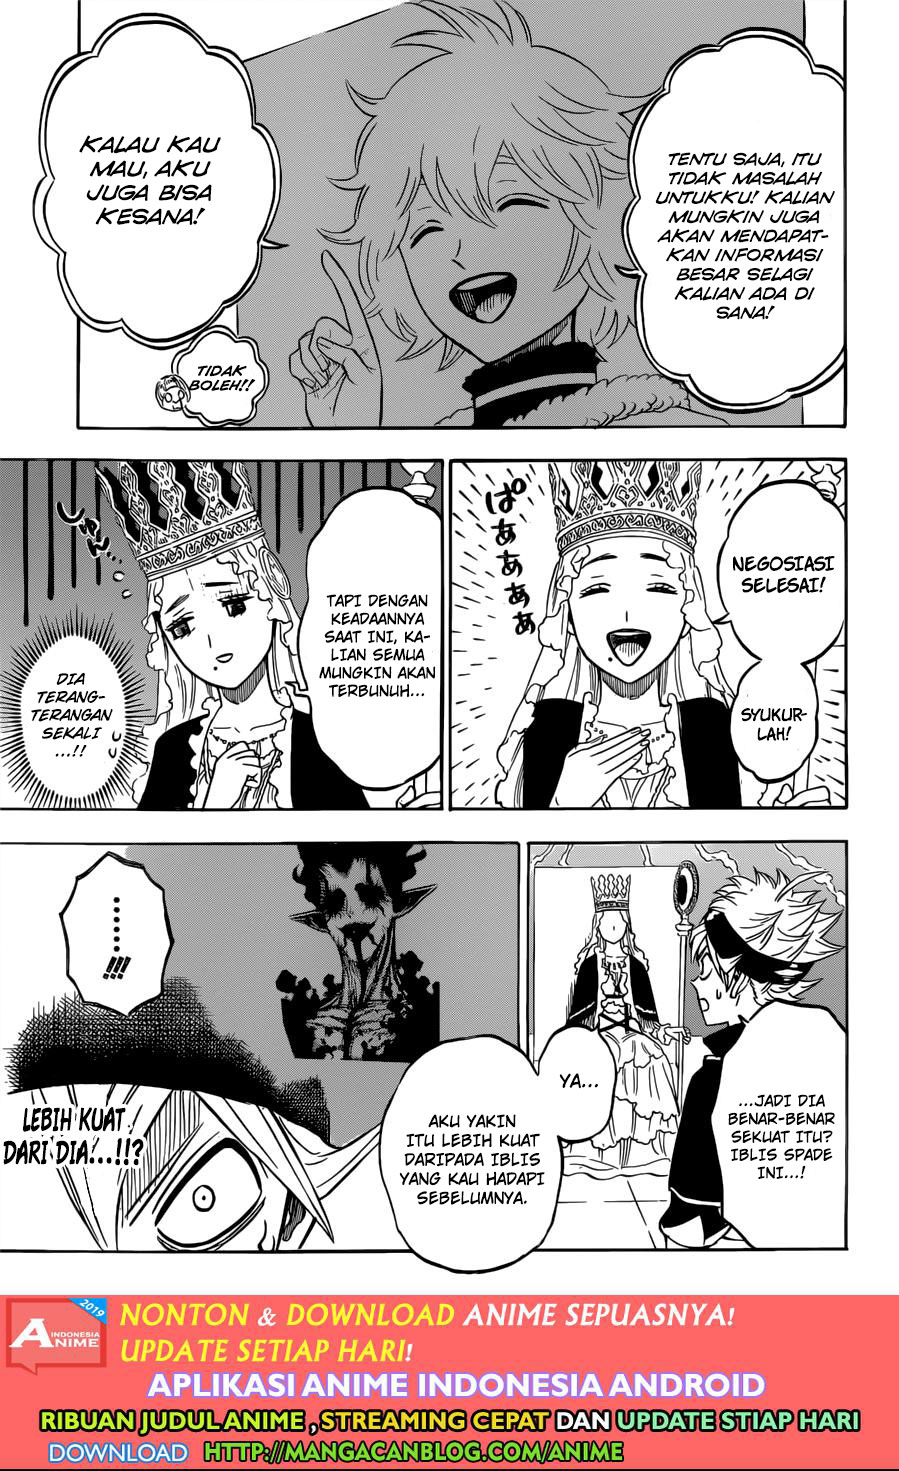 TENTU SAJA, ITU
TIDAK MASALAH
UNTUKKU! KALIAN
MUNGKIN JUGA
AKAN MENDAPAT-
KAN INFORMASI
BESAR SELAGI
KALIAN ADA DI
SANA!
KALAU KAU
MAU, AKU
JUGA BISA
KESANA!
TIDAK
BOLEH!!
NEGOSIASI
SELESAI!
SYUKUR-
LAH!
ぱあああぁ
TAPI DENGAN
KEADAANNYA
SAAT INI, KA-
LIAN SEMUA
MUNGKIN AKAN
TERBUNUH...
DIA
TERANG-
TERANGAN
SEKALI
...!!
...JADI DIA
BENAR-BENAR
SEKUAT ITU?
IBLIS SPADE
INI...!
YA...
AKU YAKIN
ITU LEBIH KUAT
DARIPADA IBLIS
YANG KAU HADAPI
SEBELUMNYA.
.......!!!
LEBIH KUAT
DARI DIA!...!!?
2019
A INDONESIA
ANIME
NONTON & DOWNLOAD ANIME SEPUASNYA!
UPDATE SETIAP HARI!
APLIKASI ANIME INDONESIA ANDROID
RIBUAN JUDUL ANIME , STREAMING CEPAT DAN UPDATE STIAP HARI
DOWNLOAD HTTP://MANGACANBLOG.COM/ANIME